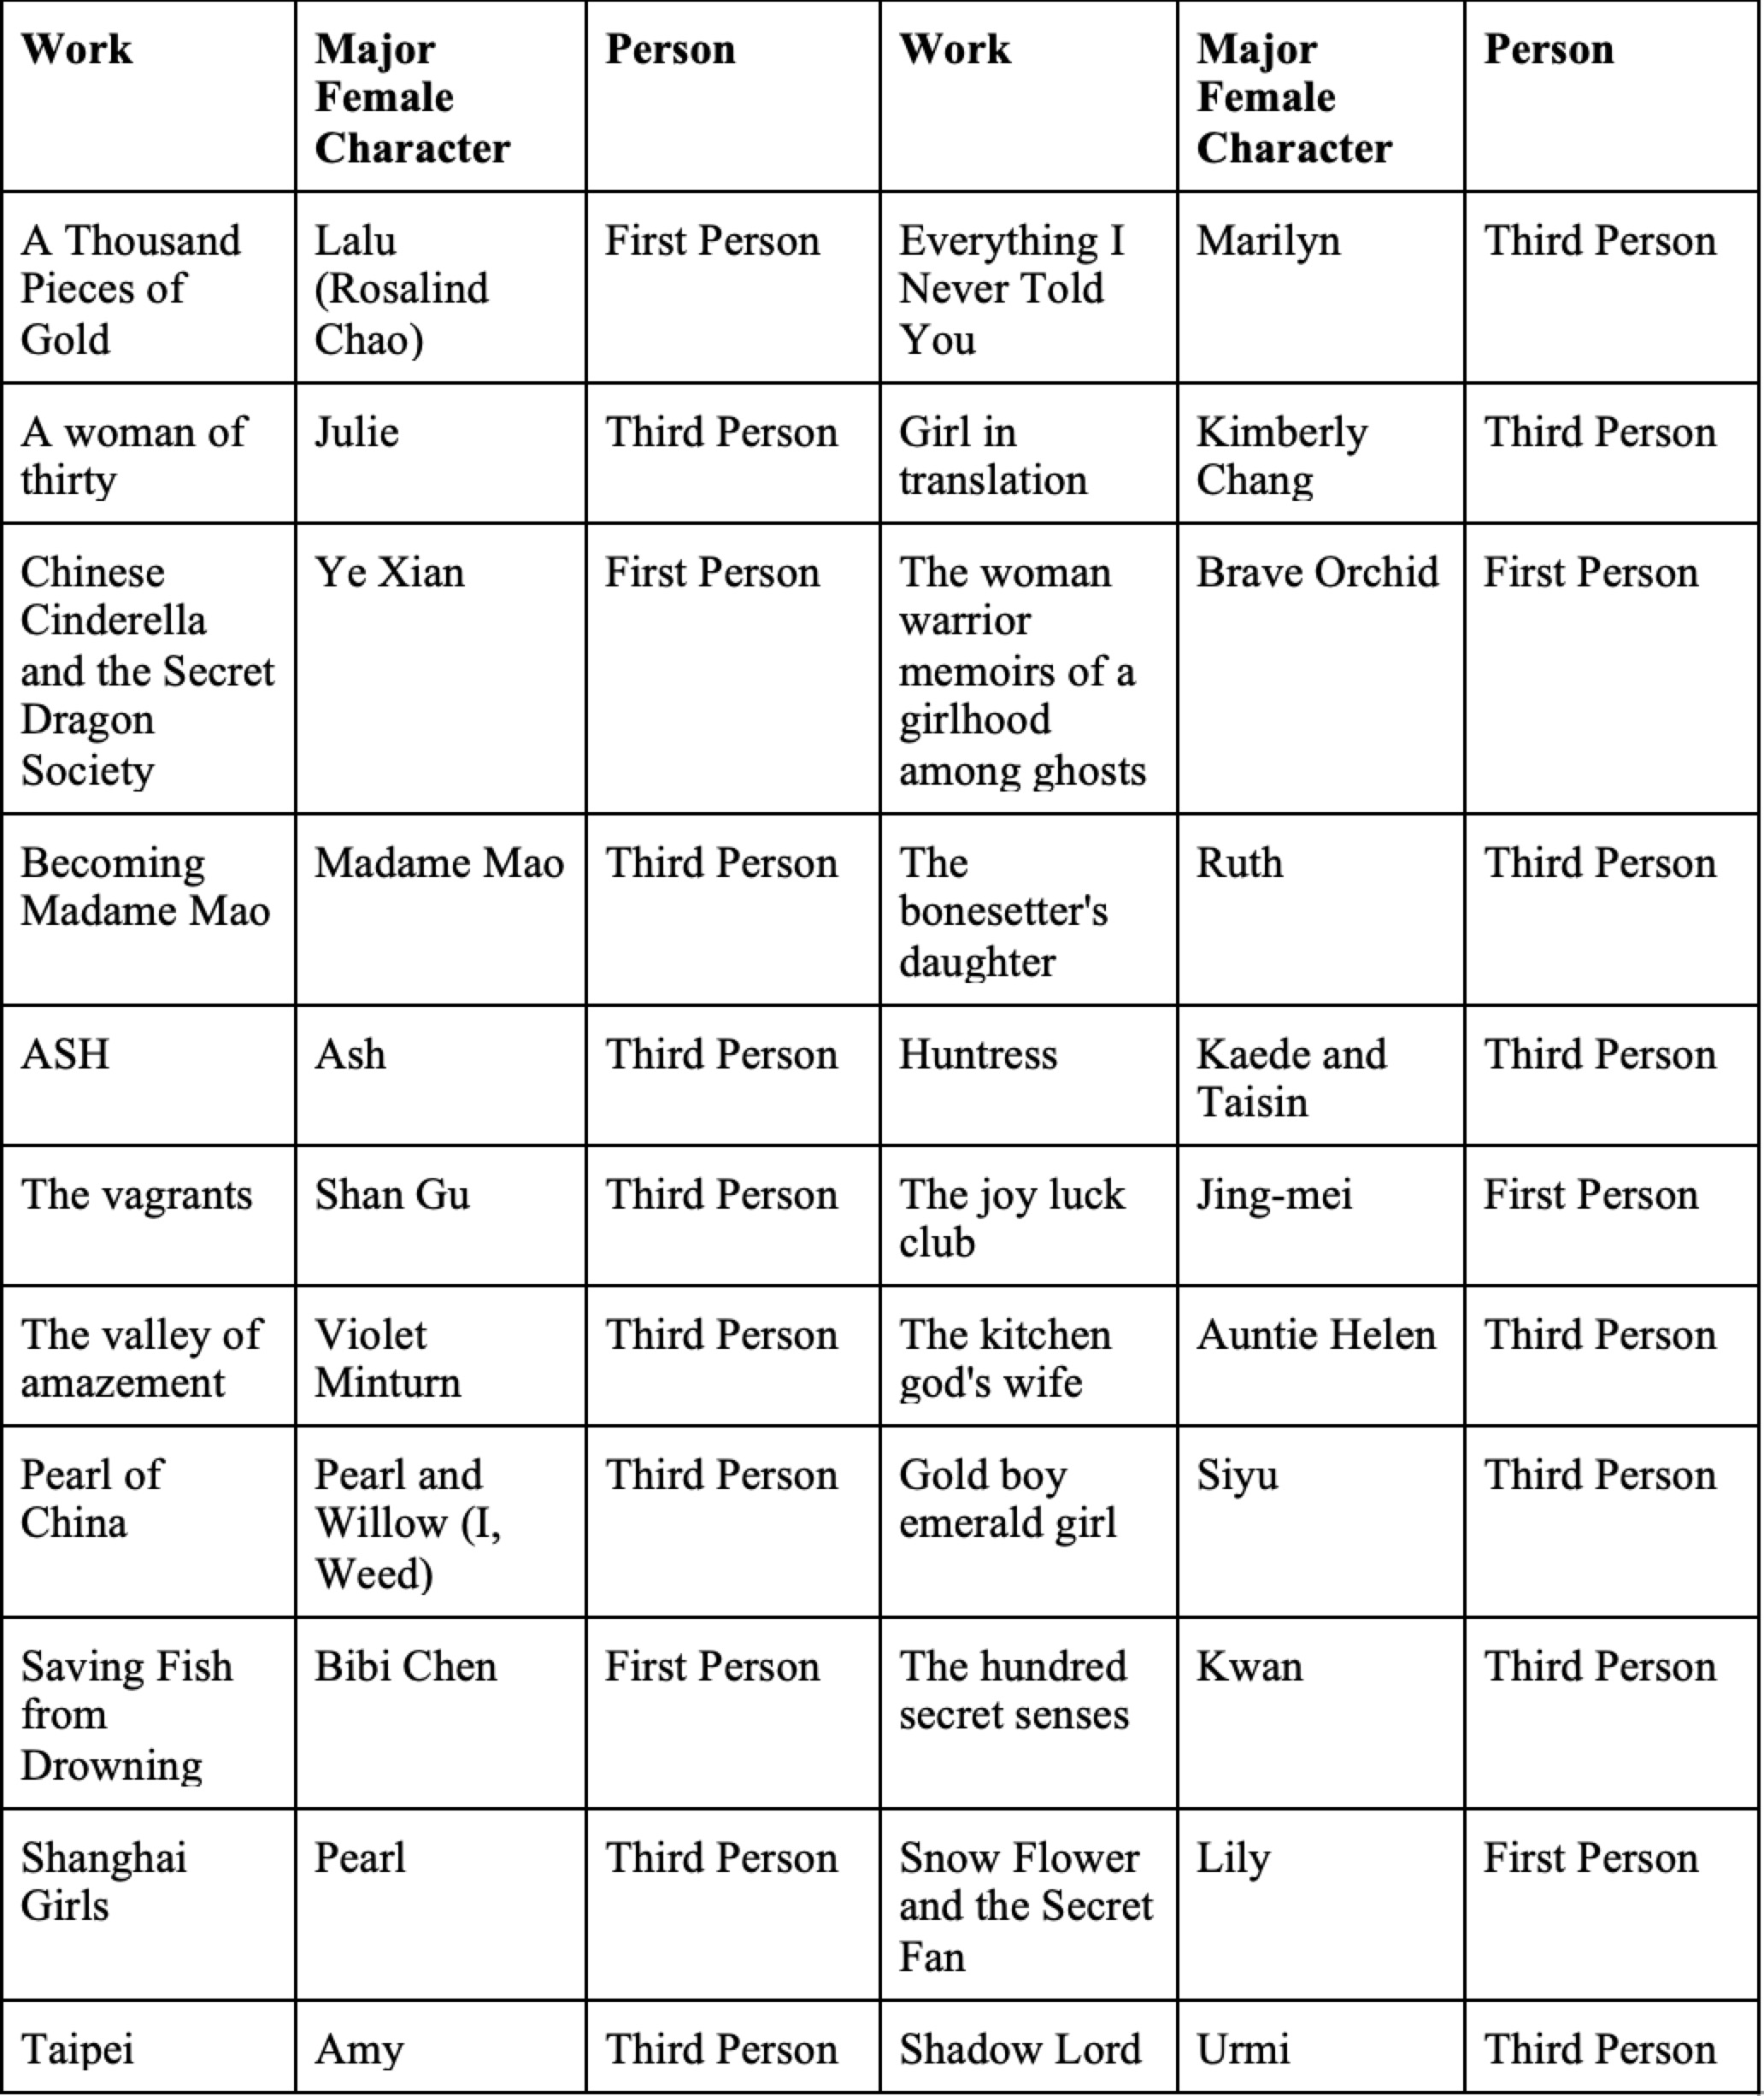 Work
Major
Female
Character
Person
Work
Major
Female
Character
Person
A Thousand
Pieces of
Gold
Lalu
(Rosalind
Chao)
First Person
Everything I
Never Told
You
Marilyn
Third Person
A woman of
thirty
Julie
Third Person
Girl in
translation
Kimberly
Chang
Third Person
Chinese
Cinderella
and the Secret
Dragon
Society
Ye Xian
First Person
The woman
warrior
memoirs of a
girlhood
among ghosts
Brave Orchid
First Person
Becoming
Madame Mao
Madame Mao
Third Person
The
bonesetter's
daughter
Ruth
Third Person
ASH
Ash
Third Person
Huntress
Kaede and
Taisin
Third Person
The vagrants
Shan Gu
Third Person
The joy luck
club
Jing-mei
First Person
The valley of
amazement
Violet
Minturn
Third Person
The kitchen
god's wife
Auntie Helen
Third Person
Pearl of
China
Pearl and
Willow (I,
Weed)
Third Person
Gold boy
emerald girl
Siyu
Third Person
Saving Fish
from
Drowning
Bibi Chen
First Person
The hundred
secret senses
Kwan
Third Person
Shanghai
Girls
Pearl
Third Person
Snow Flower
and the Secret
Fan
Lily
First Person
Taipei
Amy
Third Person
Shadow Lord
Urmi
Third Person